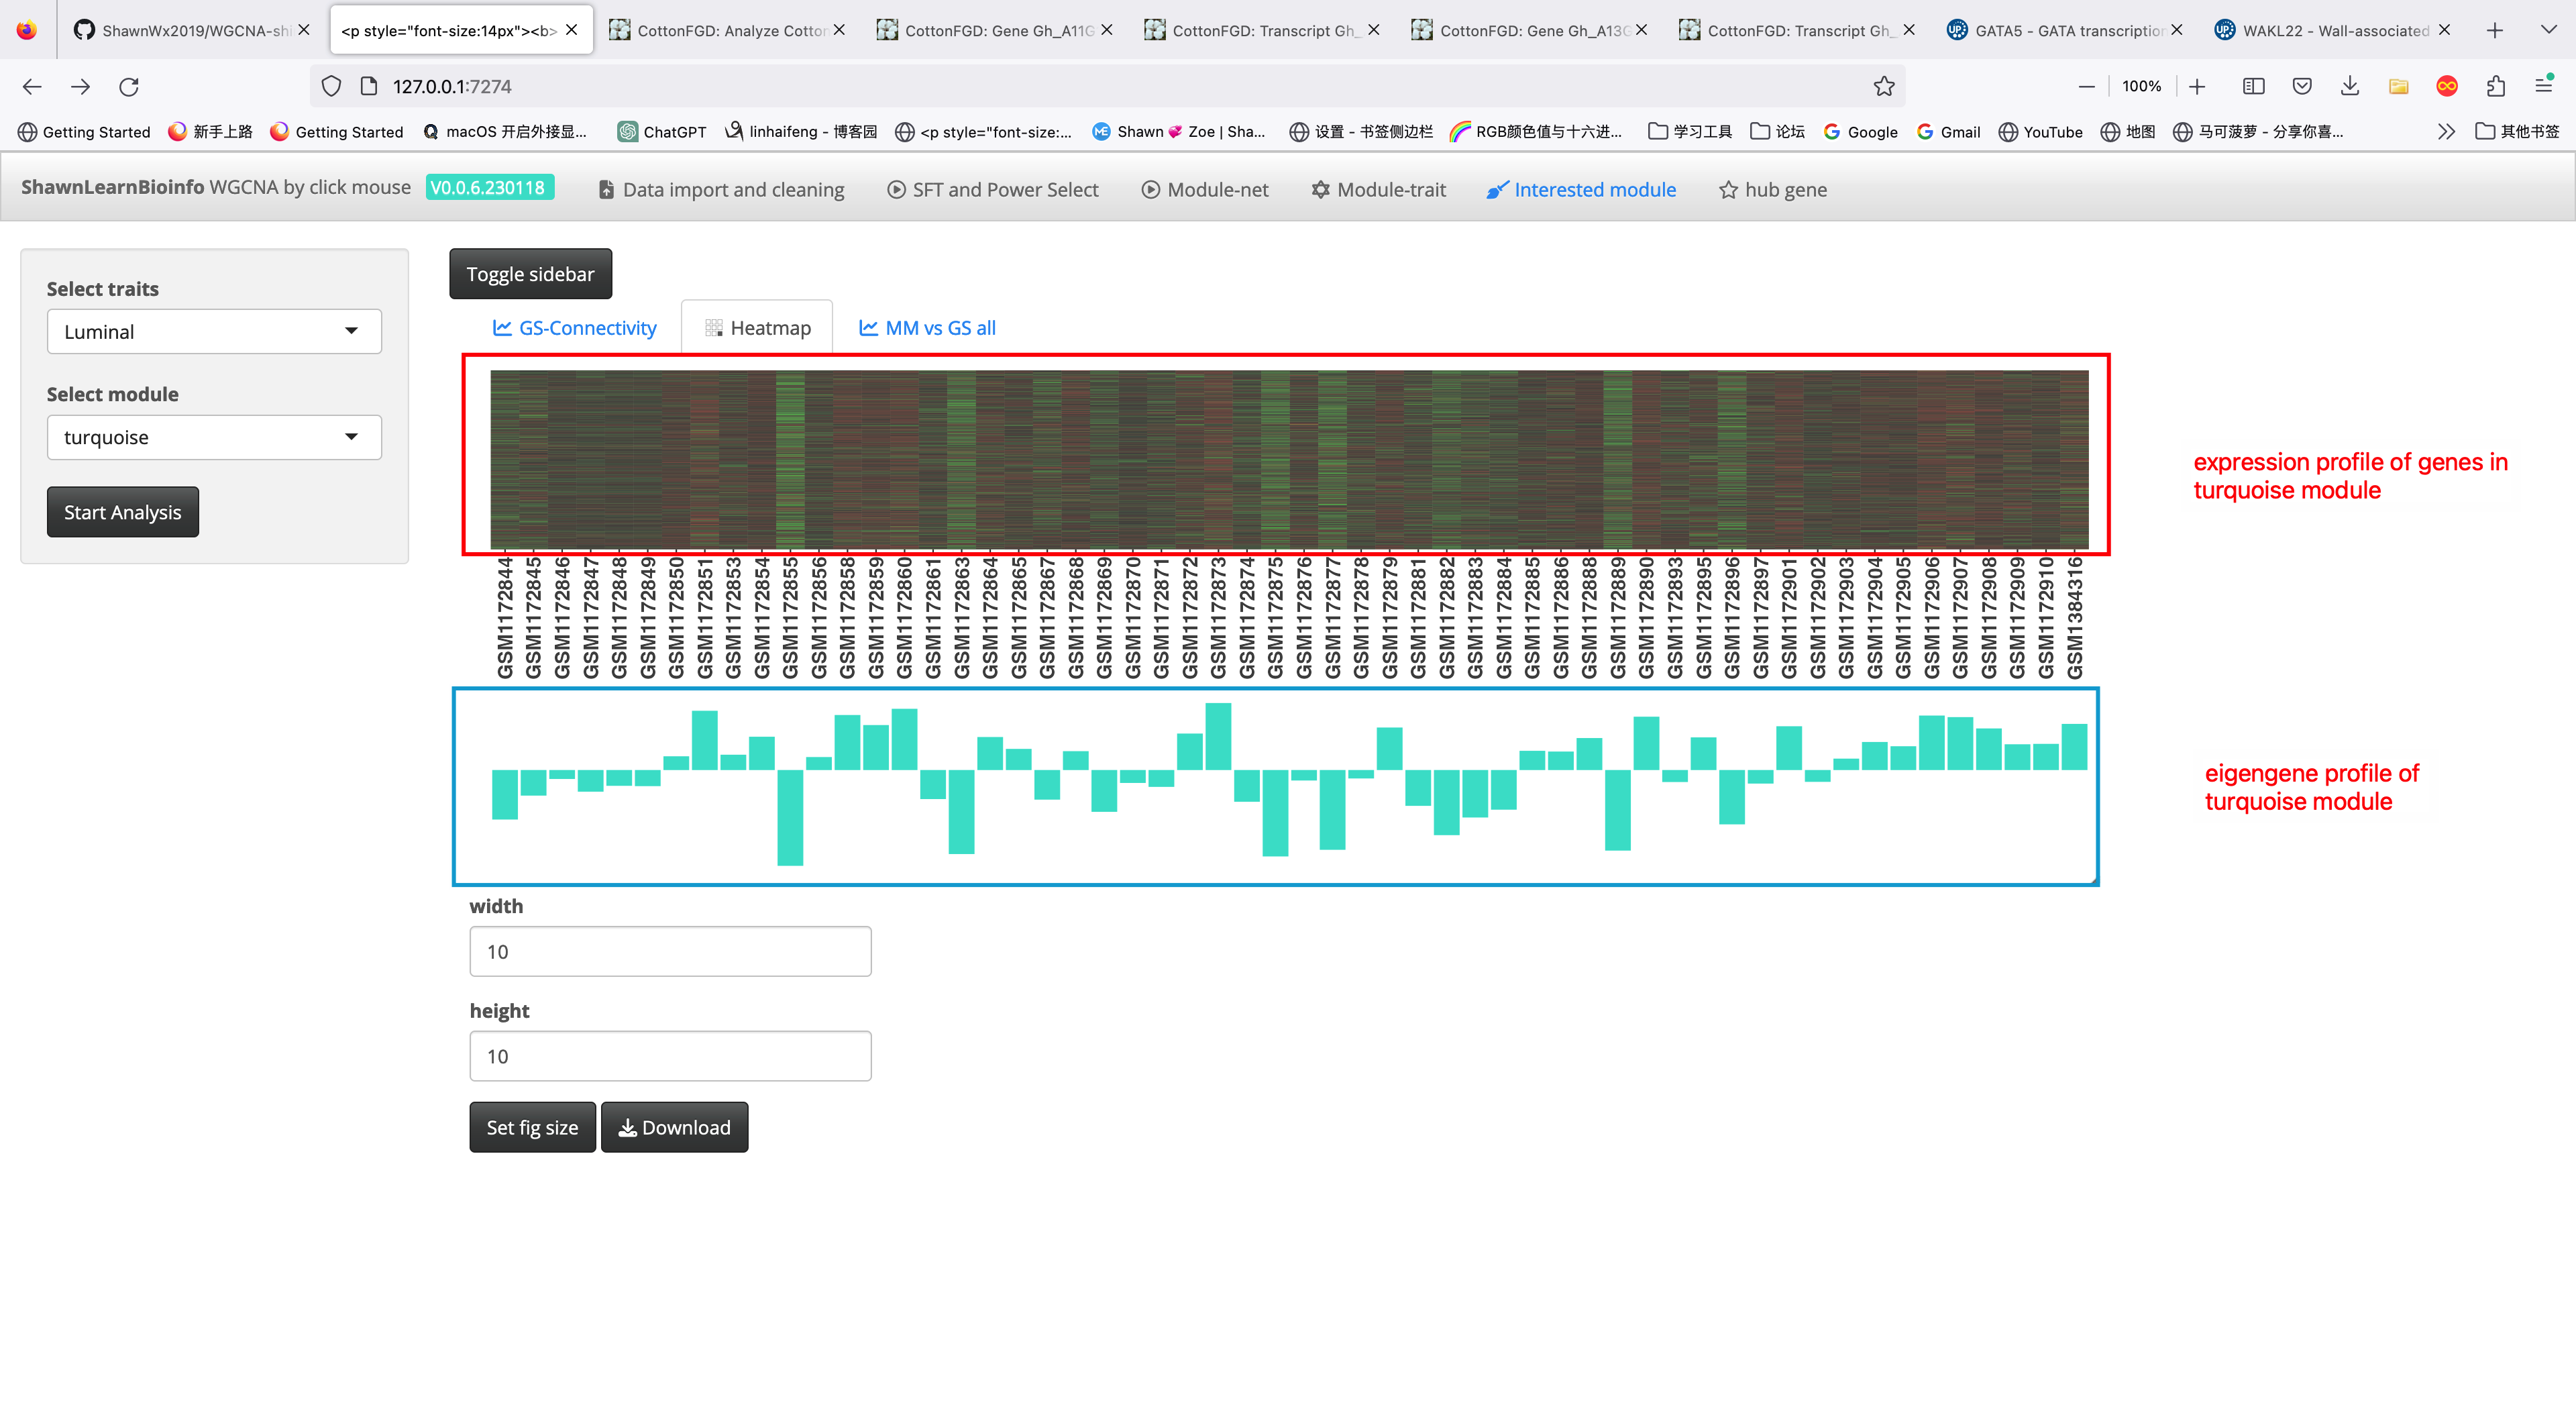 ShawnWx2019/WGCNA-shi
<p style="font-size:14px"><b>
CottonFGD: Analyze Cotton
CottonFGD: Gene Gh_A11G
CottonFGD: Transcript Gh_
CottonFGD: Gene Gh_A13G
CottonFGD: Transcript Gh_
GATA5 - GATA transcription
WAKL22 - Wall-associated
127.0.0.1:7274
100%
Getting Started
新手上路
Getting Started
macOS 开启外接显...
ChatGPT
linhaifeng - 博客园
<p style="font-size:...
Shawn 💞 Zoe | Sha...
设置 - 书签侧边栏
RGB颜色值与十六进...
学习工具
论坛
Google
Gmail
YouTube
地图
马可菠萝 - 分享你喜...
其他书签
ShawnLearnBioinfo WGCNA by click mouse V0.0.6.230118
Data import and cleaning
SFT and Power Select
Module-net
Module-trait
Interested module
hub gene
Select traits
Luminal
Select module
turquoise
Start Analysis
Toggle sidebar
GS-Connectivity
Heatmap
MM vs GS all
expression profile of genes in
turquoise module
GSM1172844
GSM1172845
GSM1172846
GSM1172847
GSM1172848
GSM1172849
GSM1172850
GSM1172851
GSM1172853
GSM1172854
GSM1172855
GSM1172856
GSM1172858
GSM1172859
GSM1172860
GSM1172861
GSM1172863
GSM1172864
GSM1172865
GSM1172867
GSM1172868
GSM1172869
GSM1172870
GSM1172871
GSM1172872
GSM1172873
GSM1172874
GSM1172875
GSM1172876
GSM1172877
GSM1172878
GSM1172879
GSM1172881
GSM1172882
GSM1172883
GSM1172884
GSM1172885
GSM1172886
GSM1172888
GSM1172889
GSM1172890
GSM1172893
GSM1172895
GSM1172896
GSM1172897
GSM1172901
GSM1172902
GSM1172903
GSM1172904
GSM1172905
GSM1172906
GSM1172907
GSM1172908
GSM1172909
GSM1172910
GSM1384316
eigengene profile of
turquoise module
width
10
height
10
Set fig size
Download